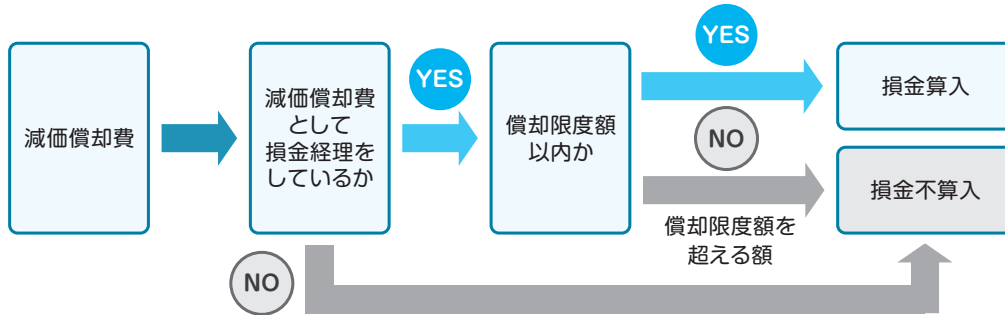 減価償却費
減価償却費
として
損金経理を
しているか
YES
償却限度額
以内か
YES
損金算入
NO
償却限度額を
超える額
損金不算入
NO